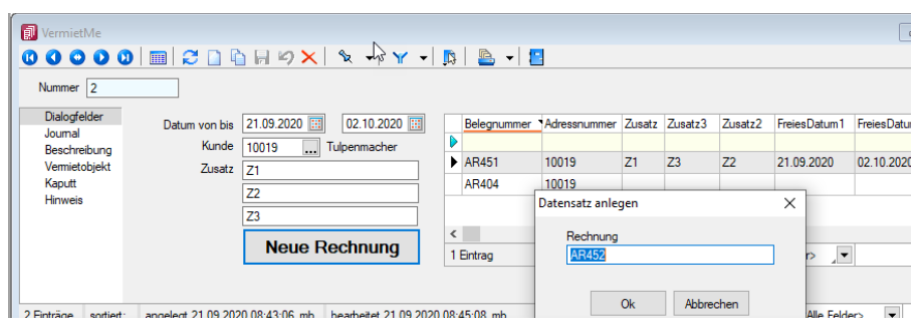 VermietMe
Nummer 2
Dialogfelder
Journal
Beschreibung
Vermietobjekt
Kaputt
Hinweis
Datum von bis 21.09.2020 02.10.2020
Kunde 10019 ... Tulpenmacher
Zusatz Z1
Z2
Z3
Neue Rechnung
Belegnummer Adressnummer Zusatz Zusatz3 Zusatz2 FreiesDatum1 FreiesDatu
AR451 10019 Z1 Z3 Z2 21.09.2020 02.10.2020
AR404 10019
1 Eintrag
Datensatz anlegen
Rechnung
AR452
Ok Abbrechen
2 Einträge sortiert: angelegt 21.09.2020 08:43:06 mb bearbeitet 21.09.2020 08:45:08 mb Alle Felder>